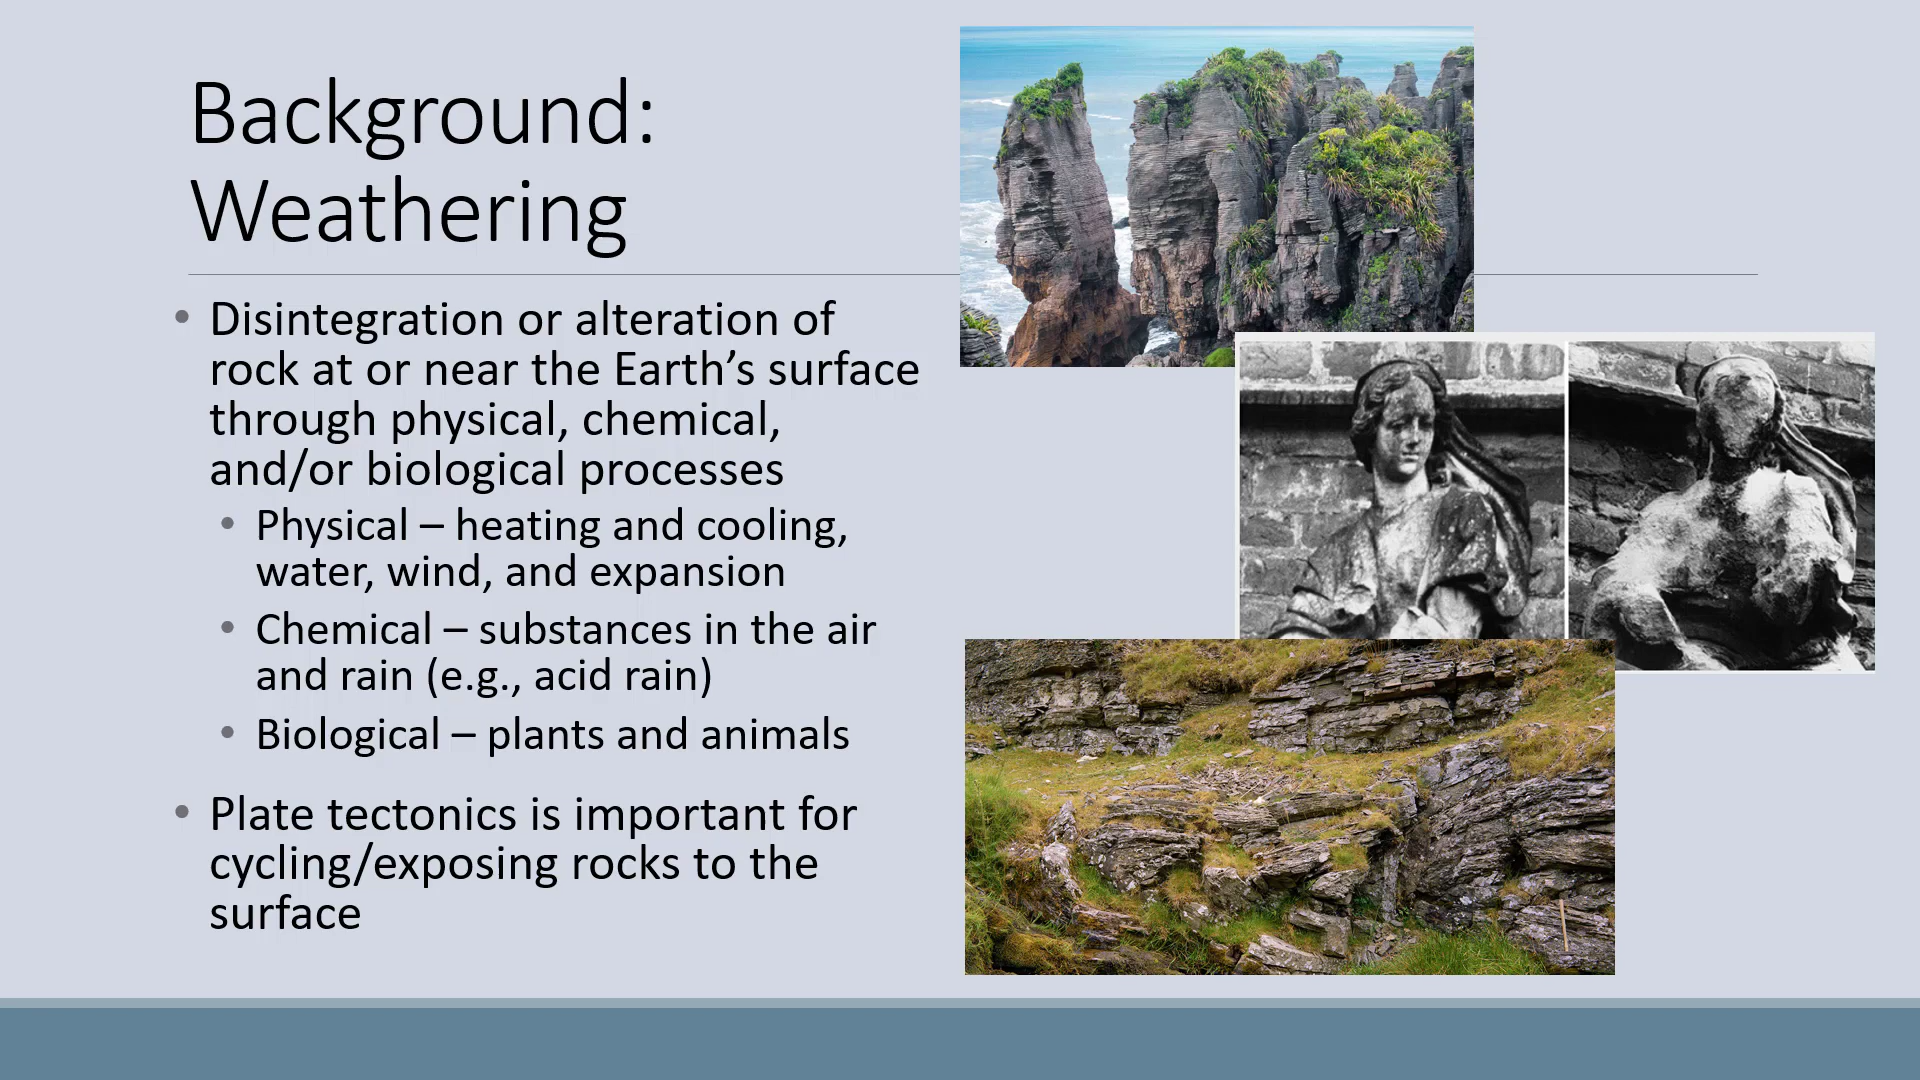 Background:
Weathering
• Disintegration or alteration of
rock at or near the Earth’s surface
through physical, chemical,
and/or biological processes
• Physical – heating and cooling,
water, wind, and expansion
• Chemical – substances in the air
and rain (e.g., acid rain)
• Biological – plants and animals
• Plate tectonics is important for
cycling/exposing rocks to the
surface